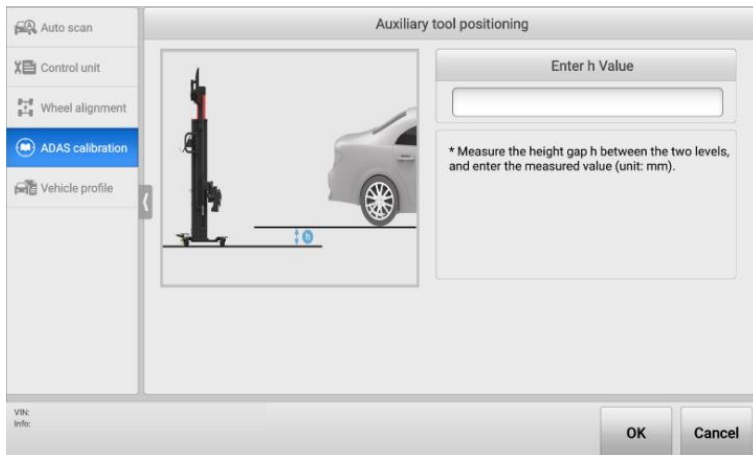 Auto scan
Control unit
Wheel alignment
ADAS calibration
Vehicle profile
Auxiliary tool positioning
h
Enter h Value
* Measure the height gap h between the two levels,
and enter the measured value (unit: mm).
VIN:
Info:
OK
Cancel